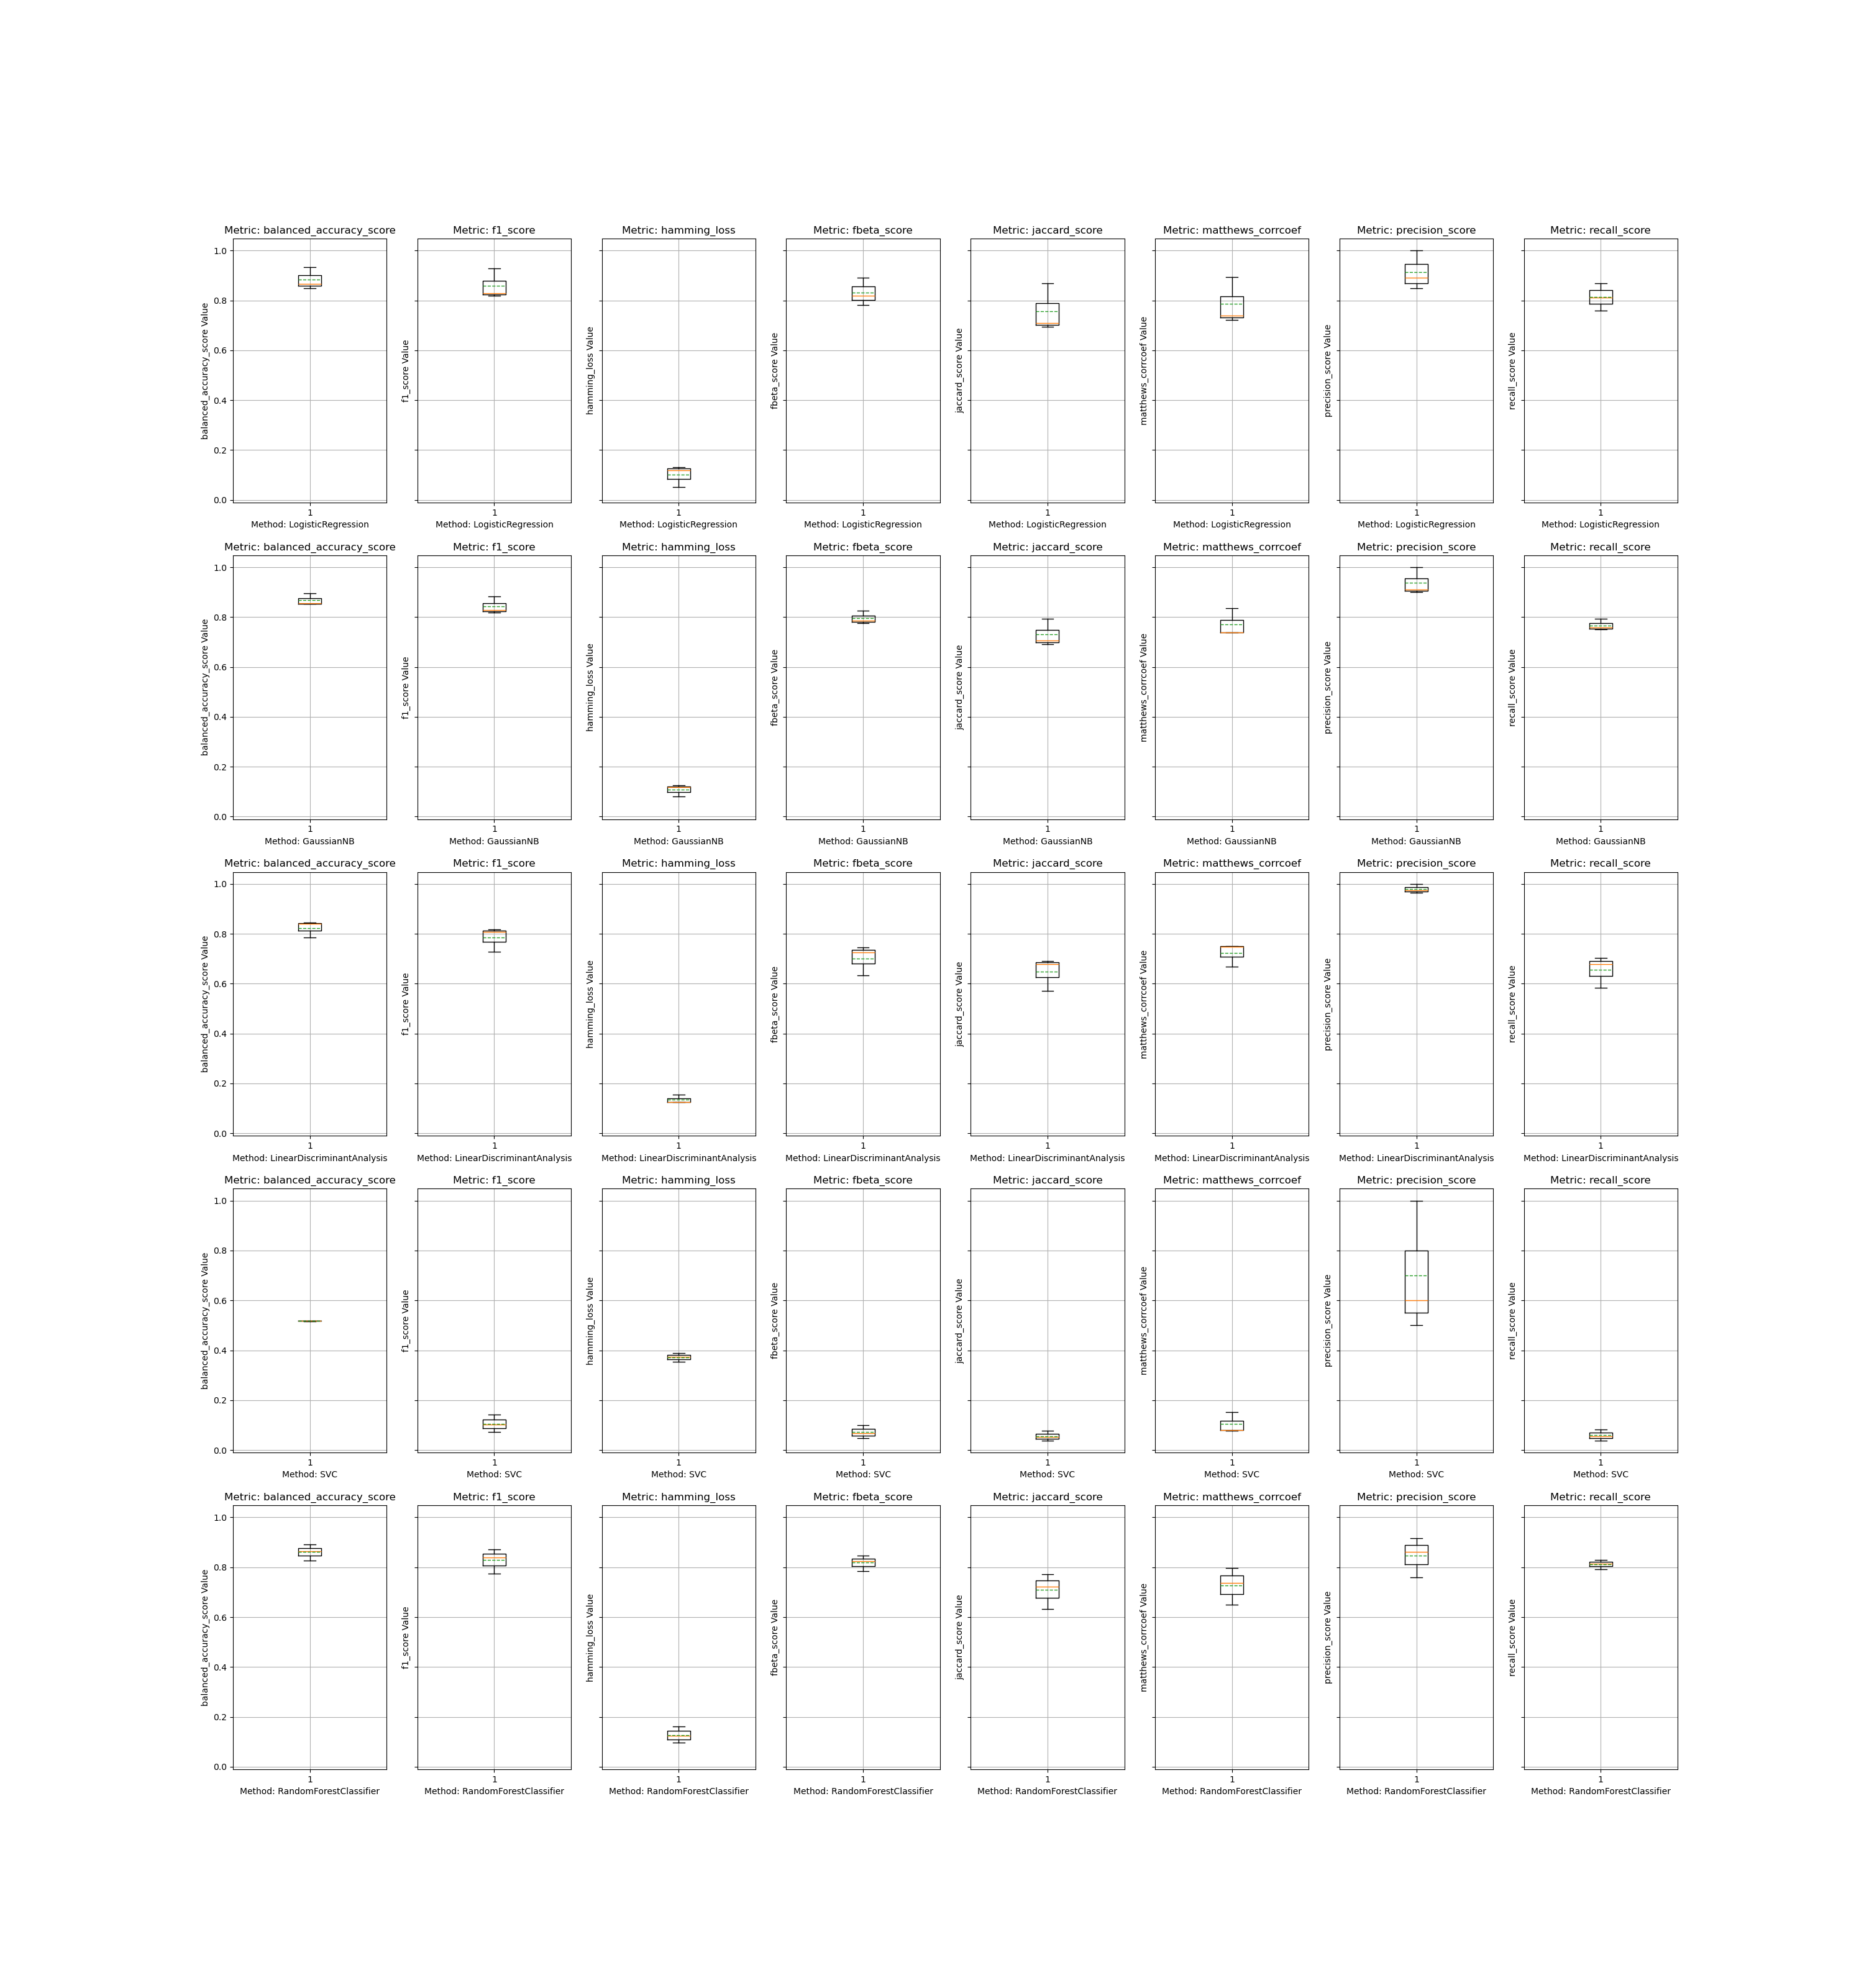 Metric: balanced_accuracy_score Metric: f1_score Metric: hamming_loss Metric: fbeta_score Metric: jaccard_score Metric: matthews_corrcoef Metric: precision_score Metric: recall_score
balanced_accuracy_score Value
f1_score Value
hamming_loss Value
fbeta_score Value
jaccard_score Value
matthews_corrcoef Value
precision_score Value
recall_score Value
1.0
0.8
0.6
0.4
0.2
0.0
1 1 1 1 1 1 1 1
Method: LogisticRegression Method: LogisticRegression Method: LogisticRegression Method: LogisticRegression Method: LogisticRegression Method: LogisticRegression Method: LogisticRegression Method: LogisticRegression
Metric: balanced_accuracy_score Metric: f1_score Metric: hamming_loss Metric: fbeta_score Metric: jaccard_score Metric: matthews_corrcoef Metric: precision_score Metric: recall_score
balanced_accuracy_score Value
f1_score Value
hamming_loss Value
fbeta_score Value
jaccard_score Value
matthews_corrcoef Value
precision_score Value
recall_score Value
1.0
0.8
0.6
0.4
0.2
0.0
1 1 1 1 1 1 1 1
Method: GaussianNB Method: GaussianNB Method: GaussianNB Method: GaussianNB Method: GaussianNB Method: GaussianNB Method: GaussianNB Method: GaussianNB
Metric: balanced_accuracy_score Metric: f1_score Metric: hamming_loss Metric: fbeta_score Metric: jaccard_score Metric: matthews_corrcoef Metric: precision_score Metric: recall_score
balanced_accuracy_score Value
f1_score Value
hamming_loss Value
fbeta_score Value
jaccard_score Value
matthews_corrcoef Value
precision_score Value
recall_score Value
1.0
0.8
0.6
0.4
0.2
0.0
1 1 1 1 1 1 1 1
Method: LinearDiscriminantAnalysis Method: LinearDiscriminantAnalysis Method: LinearDiscriminantAnalysis Method: LinearDiscriminantAnalysis Method: LinearDiscriminantAnalysis Method: LinearDiscriminantAnalysis Method: LinearDiscriminantAnalysis Method: LinearDiscriminantAnalysis
Metric: balanced_accuracy_score Metric: f1_score Metric: hamming_loss Metric: fbeta_score Metric: jaccard_score Metric: matthews_corrcoef Metric: precision_score Metric: recall_score
balanced_accuracy_score Value
f1_score Value
hamming_loss Value
fbeta_score Value
jaccard_score Value
matthews_corrcoef Value
precision_score Value
recall_score Value
1.0
0.8
0.6
0.4
0.2
0.0
1 1 1 1 1 1 1 1
Method: SVC Method: SVC Method: SVC Method: SVC Method: SVC Method: SVC Method: SVC Method: SVC
Metric: balanced_accuracy_score Metric: f1_score Metric: hamming_loss Metric: fbeta_score Metric: jaccard_score Metric: matthews_corrcoef Metric: precision_score Metric: recall_score
balanced_accuracy_score Value
f1_score Value
hamming_loss Value
fbeta_score Value
jaccard_score Value
matthews_corrcoef Value
precision_score Value
recall_score Value
1.0
0.8
0.6
0.4
0.2
0.0
1 1 1 1 1 1 1 1
Method: RandomForestClassifier Method: RandomForestClassifier Method: RandomForestClassifier Method: RandomForestClassifier Method: RandomForestClassifier Method: RandomForestClassifier Method: RandomForestClassifier Method: RandomForestClassifier